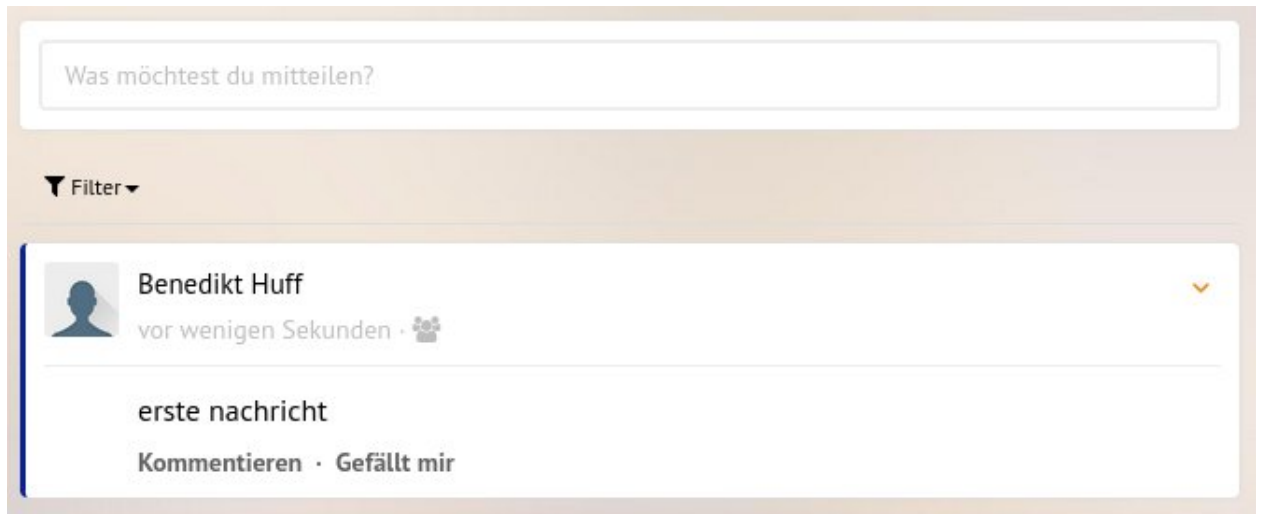 Was möchtest du mitteilen?
Filter
Benedikt Huff
vor wenigen Sekunden ·
erste nachricht
Kommentieren · Gefällt mir